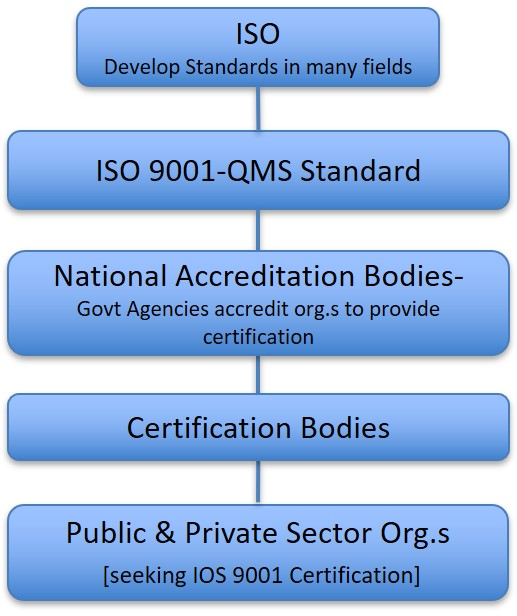 ISO
Develop Standards in many fields
ISO 9001-QMS Standard
National Accreditation Bodies-
Govt Agencies accredit org.s to provide
certification
Certification Bodies
Public & Private Sector Org.s
[seeking IOS 9001 Certification]